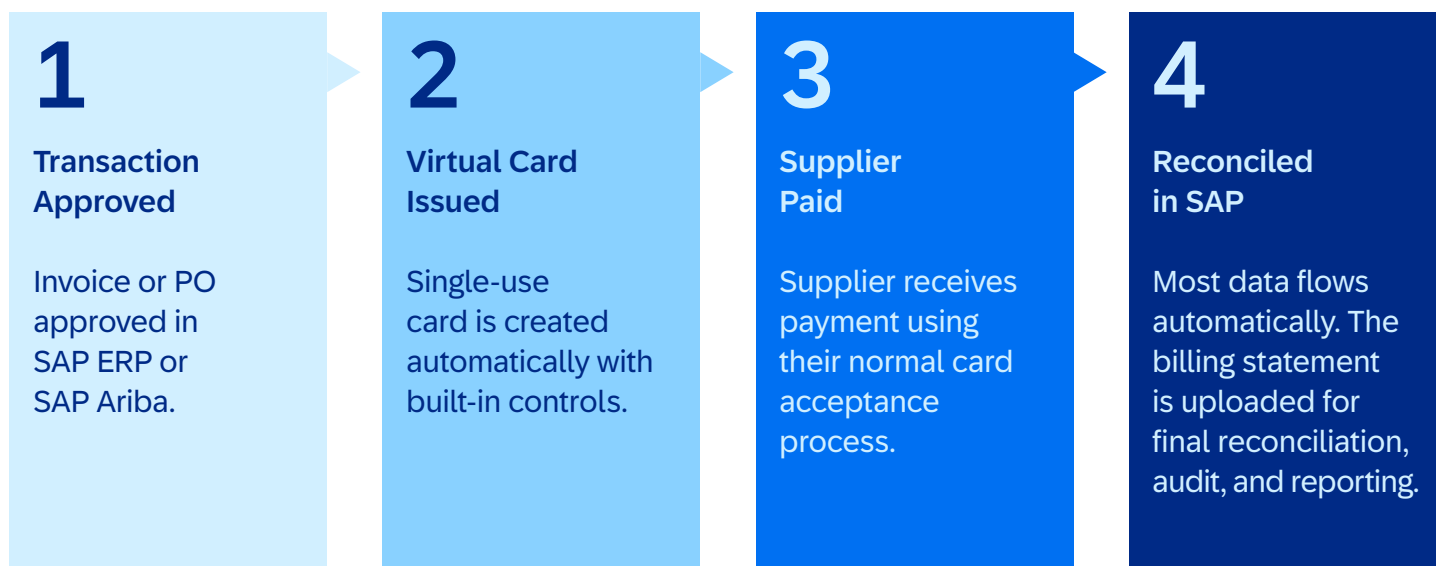 1
Transaction
Approved
Invoice or PO
approved in
SAP ERP or
SAP Ariba.
2
Virtual Card
Issued
Single-use
card is created
automatically with
built-in controls.
3
Supplier
Paid
Supplier receives
payment using
their normal card
acceptance
process.
4
Reconciled
in SAP
Most data flows
automatically. The
billing statement
is uploaded for
final reconciliation,
audit, and reporting.